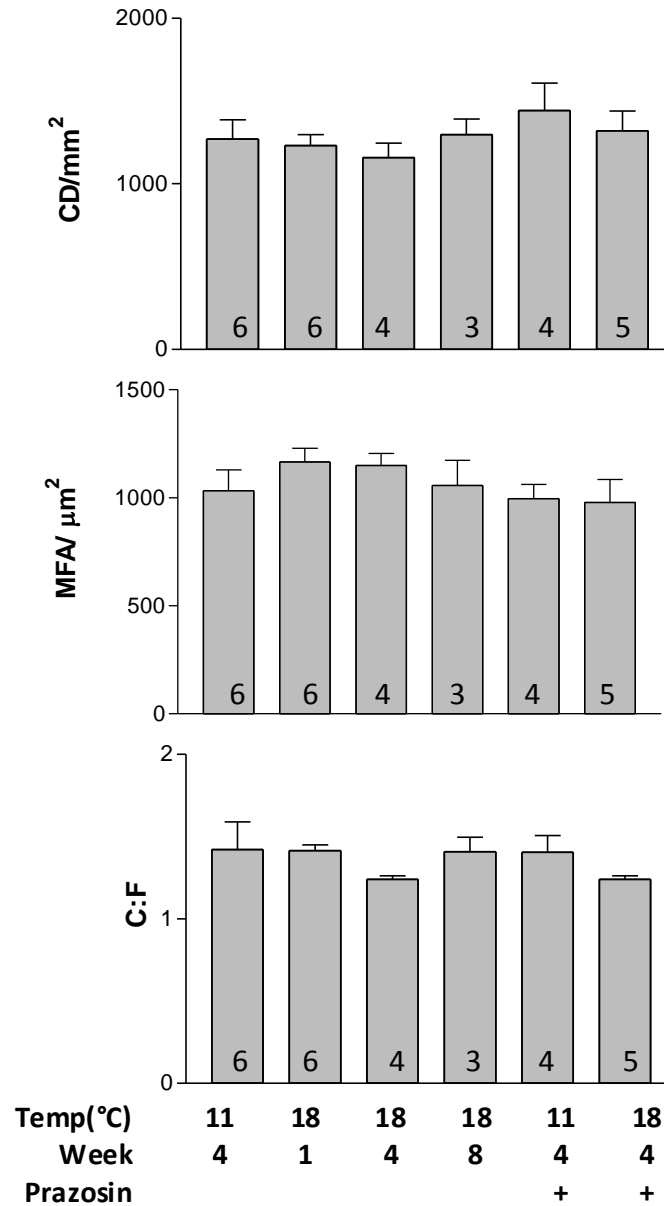 2000
CD/mm²
1000
6 6 4 3 4 5
0
1500
MFA/ μm²
1000
500
6 6 4 3 4 5
0
2
C:F
1
6 6 4 3 4 5
0
Temp(°C) 11 18 18 18 11 18
Week 4 1 4 8 4 4
Prazosin + +